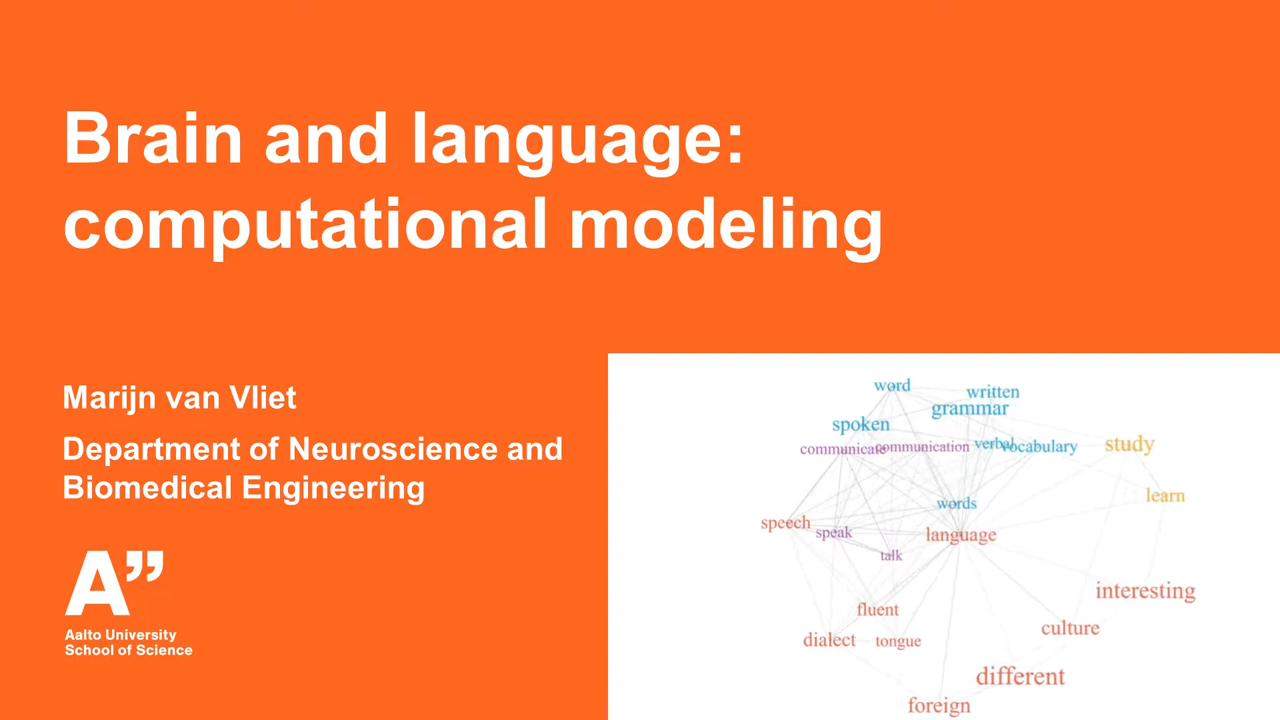 Brain and language:
computational modeling
Marijn van Vliet
Department of Neuroscience and
Biomedical Engineering
A”
Aalto University
School of Science
word
written
grammar
spoken
communicate
communication
verbal
vocabulary
study
learn
words
speech
speak
language
talk
interesting
fluent
culture
dialect
tongue
different
foreign